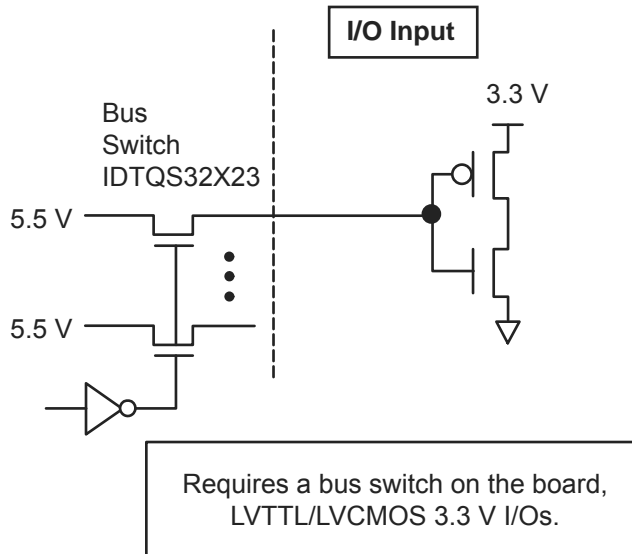 I/O Input
3.3 V
Bus
Switch
IDTQS32X23
5.5 V
5.5 V
Requires a bus switch on the board,
LVTTL/LVCMOS 3.3 V I/Os.